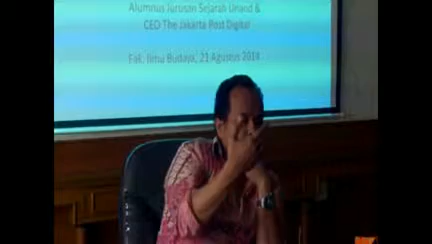 Alumnus Jurusan Sejarah Unand &
CEO The Jakarta Post Digital
Fak. Ilmu Budaya, 21 Agustus 2014